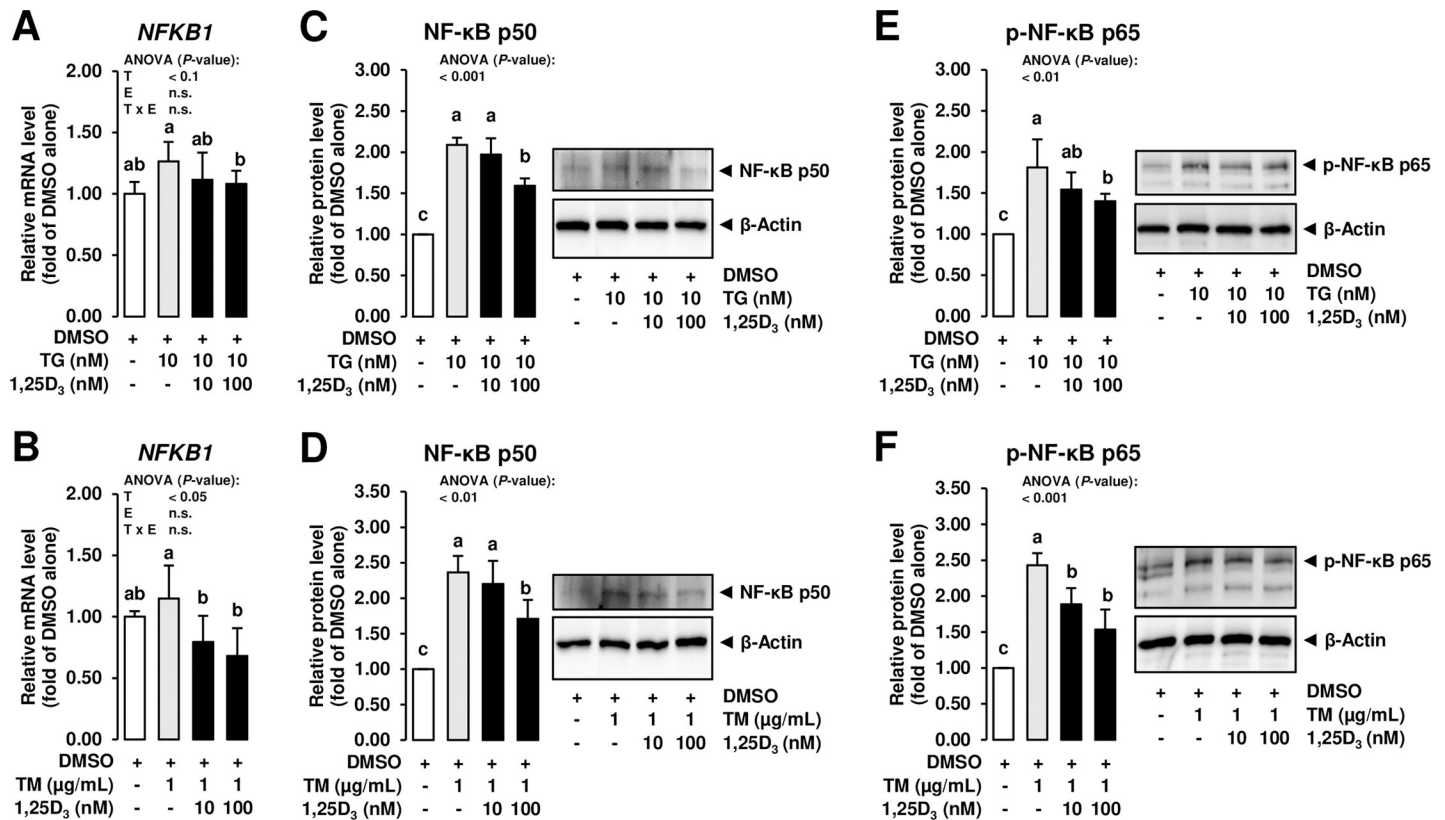 A
NFKB1
ANOVA (P-value):
T < 0.1
E n.s.
T x E n.s.
Relative mRNA level
(fold of DMSO alone)
2.00
1.50
1.00
0.50
0.00
ab a ab b
DMSO + + + +
TG (nM) - 10 10 10
1,25D3 (nM) - - 10 100
B
NFKB1
ANOVA (P-value):
T < 0.05
E n.s.
T x E n.s.
Relative mRNA level
(fold of DMSO alone)
2.00
1.50
1.00
0.50
0.00
ab a b b
DMSO + + + +
TM (µg/mL) - 1 1 1
1,25D3 (nM) - - 10 100
C
NF-κB p50
ANOVA (P-value):
< 0.001
Relative protein level
(fold of DMSO alone)
3.00
2.50
2.00
1.50
1.00
0.50
0.00
c a a b
DMSO + + + +
TG (nM) - 10 10 10
1,25D3 (nM) - - 10 100
◄ NF-κB p50
◄ β-Actin
+ + + + DMSO
- 10 10 10 TG (nM)
- - 10 100 1,25D3 (nM)
D
NF-κB p50
ANOVA (P-value):
< 0.01
Relative protein level
(fold of DMSO alone)
3.50
3.00
2.50
2.00
1.50
1.00
0.50
0.00
c a a b
DMSO + + + +
TM (µg/mL) - 1 1 1
1,25D3 (nM) - - 10 100
◄ NF-κB p50
◄ β-Actin
+ + + + DMSO
- 1 1 1 TM (µg/mL)
- - 10 100 1,25D3 (nM)
E
p-NF-κB p65
ANOVA (P-value):
< 0.01
Relative protein level
(fold of DMSO alone)
3.00
2.50
2.00
1.50
1.00
0.50
0.00
c a ab b
DMSO + + + +
TG (nM) - 10 10 10
1,25D3 (nM) - - 10 100
◄ p-NF-κB p65
◄ β-Actin
+ + + + DMSO
- 10 10 10 TG (nM)
- - 10 100 1,25D3 (nM)
F
p-NF-κB p65
ANOVA (P-value):
< 0.001
Relative protein level
(fold of DMSO alone)
3.50
3.00
2.50
2.00
1.50
1.00
0.50
0.00
c a b b
DMSO + + + +
TM (µg/mL) - 1 1 1
1,25D3 (nM) - - 10 100
◄ p-NF-κB p65
◄ β-Actin
+ + + + DMSO
- 1 1 1 TM (µg/mL)
- - 10 100 1,25D3 (nM)